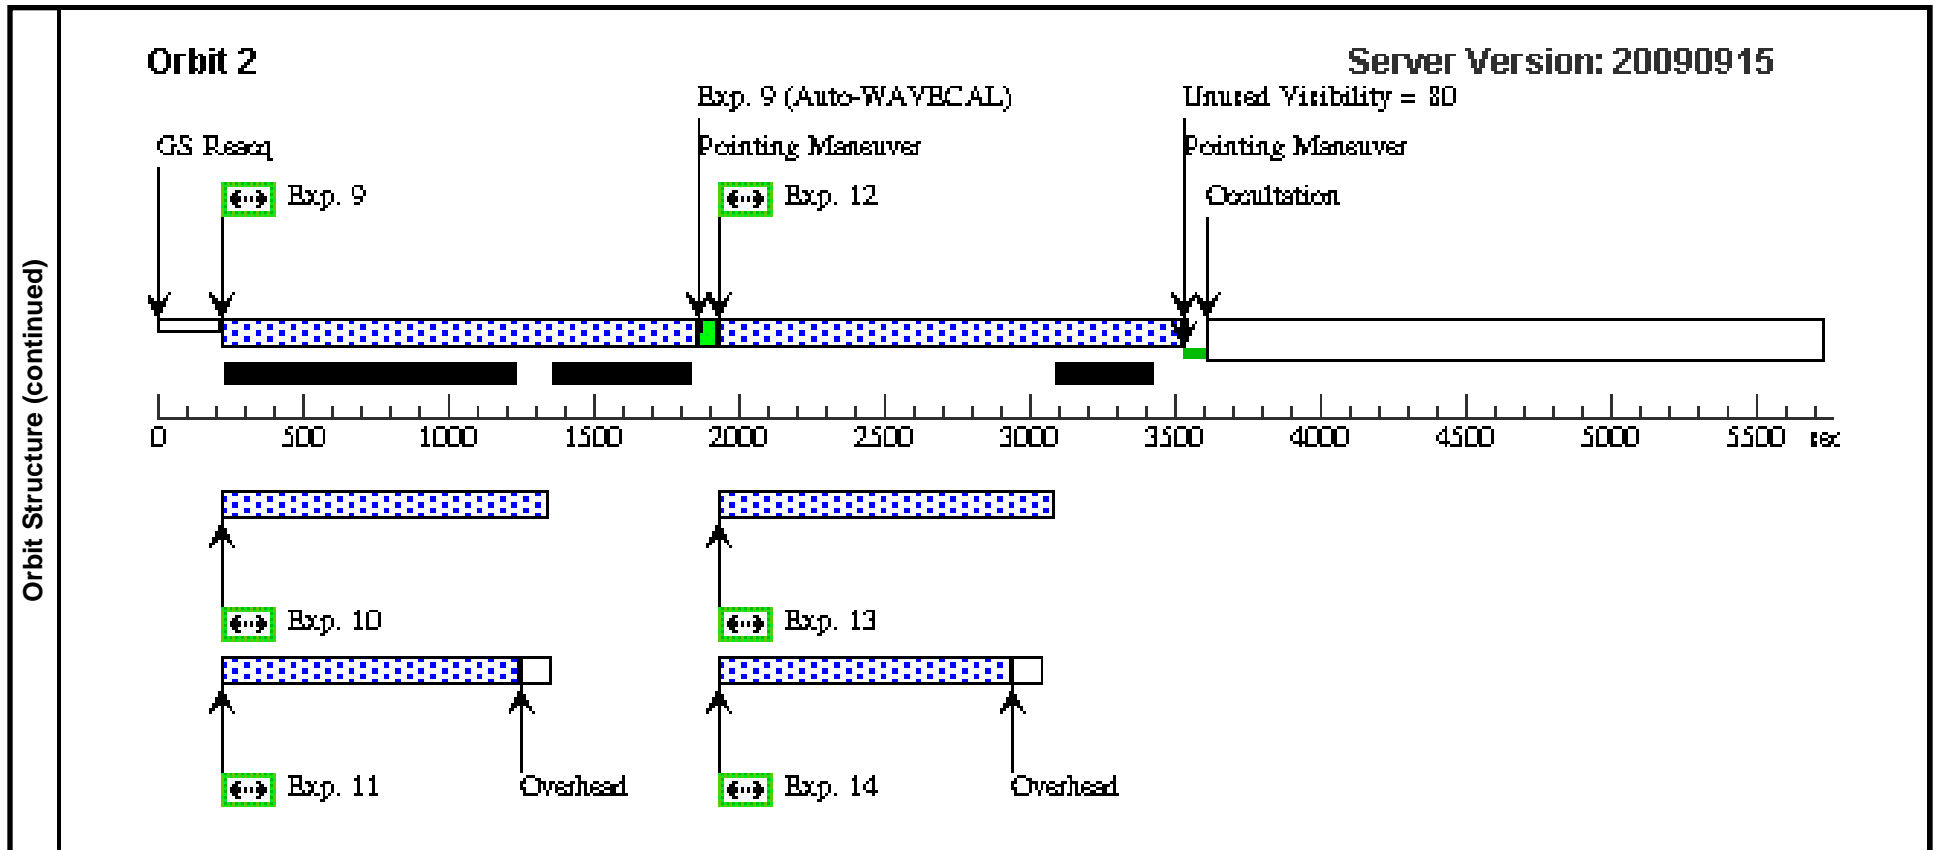 Orbit Structure (continued)
Orbit 2
Server Version: 20090915
Exp. 9 (Auto-WAVECAL)
Unused Visibility = 80
GS Reacq
Pointing Maneuver
Pointing Maneuver
Exp. 9
Exp. 12
Occultation
0 500 1000 1500 2000 2500 3000 3500 4000 4500 5000 5500 sec
Exp. 10
Exp. 13
Exp. 11
Overhead
Exp. 14
Overhead